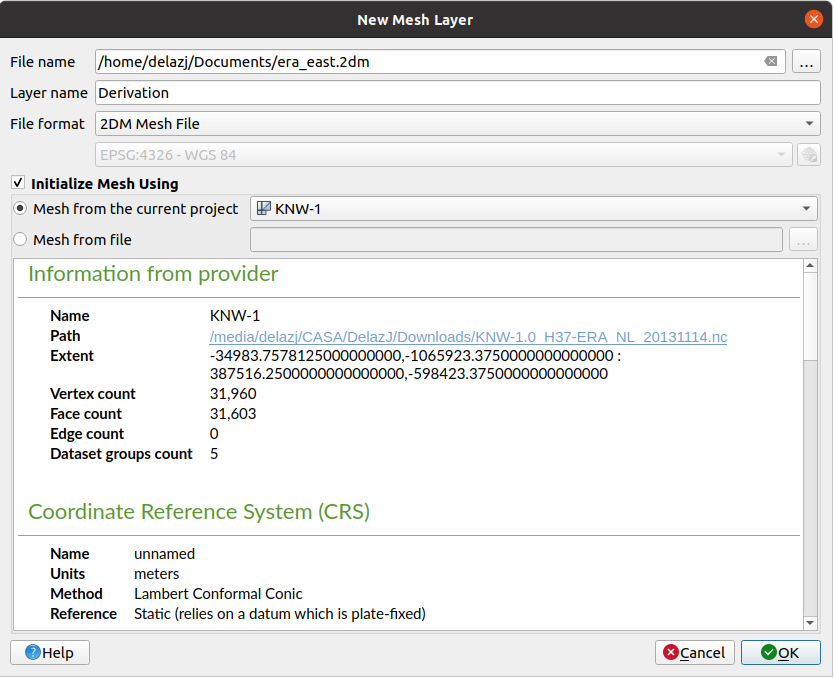 New Mesh Layer
File name /home/delazj/Documents/era_east.2dm ...
Layer name Derivation
File format 2DM Mesh File
EPSG:4326 - WGS 84
Initialize Mesh Using
Mesh from the current project KNW-1
Mesh from file ...
Information from provider
Name KNW-1
Path /media/delazj/CASA/DelazJ/Downloads/KNW-1.0_H37-ERA_NL_20131114.nc
Extent -34983.7578125000000000,-1065923.3750000000000000 :
387516.2500000000000000,-598423.3750000000000000
Vertex count 31,960
Face count 31,603
Edge count 0
Dataset groups count 5
Coordinate Reference System (CRS)
Name unnamed
Units meters
Method Lambert Conformal Conic
Reference Static (relies on a datum which is plate-fixed)
Help Cancel OK